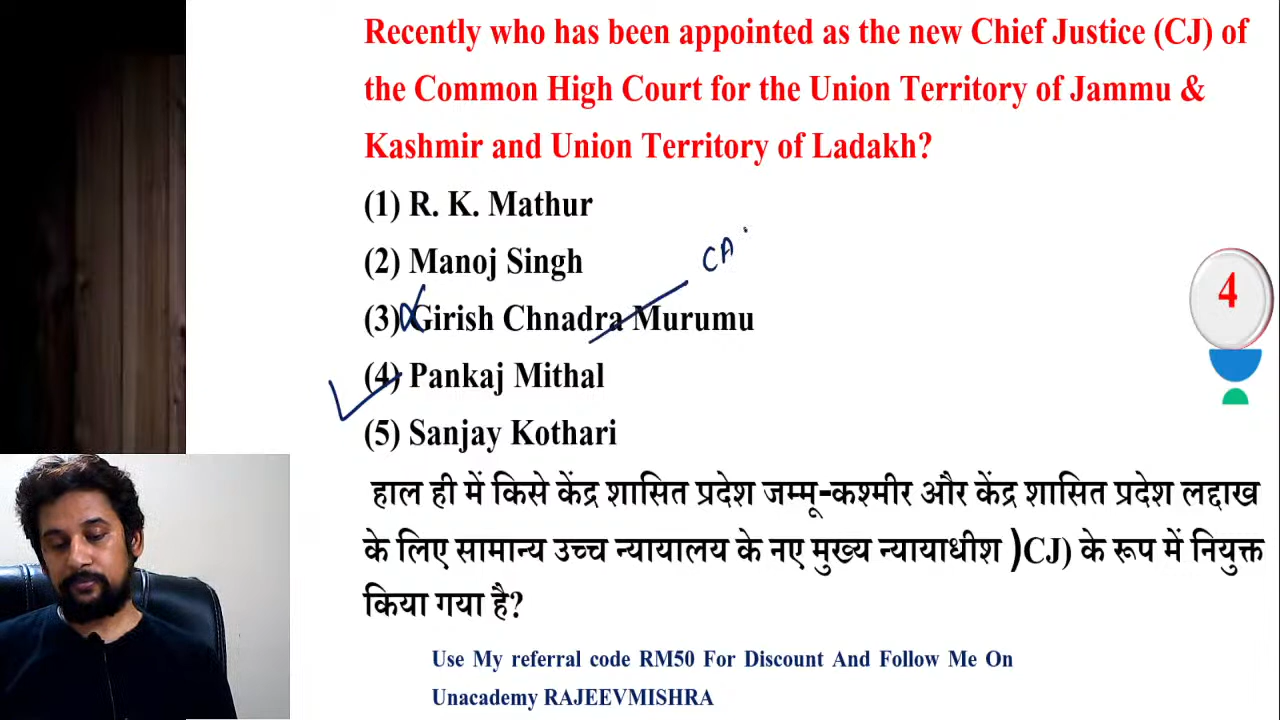 Recently who has been appointed as the new Chief Justice (CJ) of
the Common High Court for the Union Territory of Jammu &
Kashmir and Union Territory of Ladakh?
(1) R. K. Mathur
(2) Manoj Singh
CA
(3) Girish Chnadra Murumu
(4) Pankaj Mithal
(5) Sanjay Kothari
4
हाल ही में किसे केंद्र शासित प्रदेश जम्मू-कश्मीर और केंद्र शासित प्रदेश लद्दाख
के लिए सामान्य उच्च न्यायालय के नए मुख्य न्यायाधीश )CJ) के रूप में नियुक्त
किया गया है?
Use My referral code RM50 For Discount And Follow Me On
Unacademy RAJEEVMISHRA